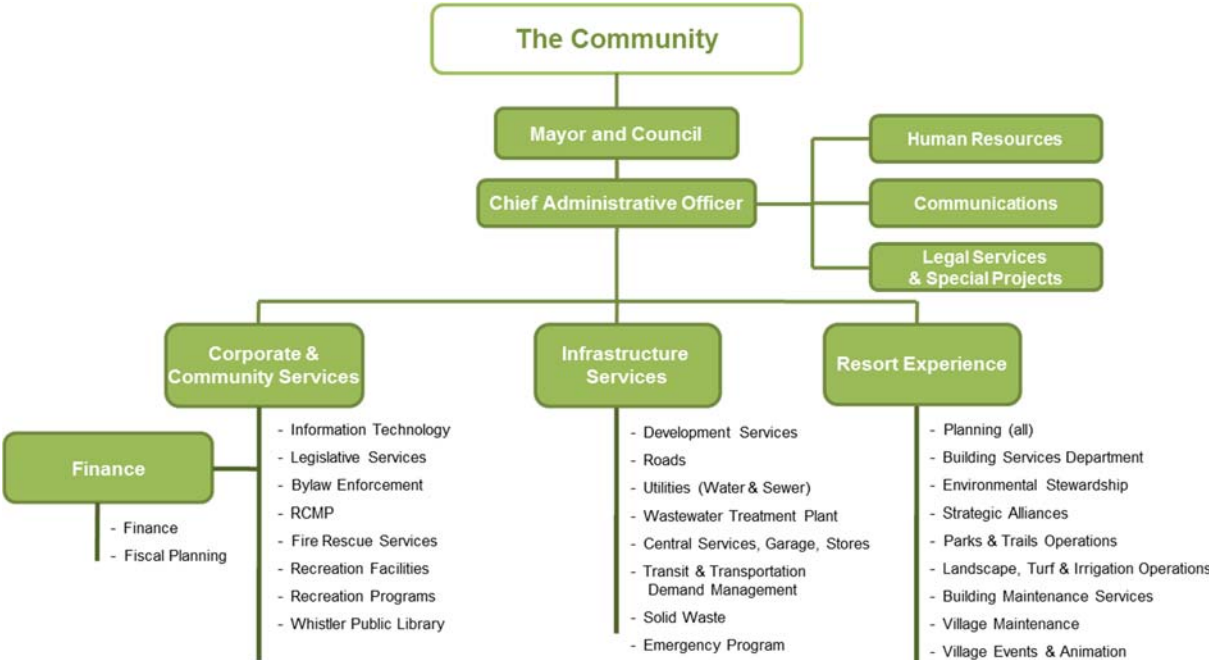 The Community
Mayor and Council
Chief Administrative Officer
Human Resources
Communications
Legal Services
& Special Projects
Corporate &
Community Services
Infrastructure
Services
Resort Experience
Finance
- Finance
- Fiscal Planning
- Information Technology
- Legislative Services
- Bylaw Enforcement
- RCMP
- Fire Rescue Services
- Recreation Facilities
- Recreation Programs
- Whistler Public Library
- Development Services
- Roads
- Utilities (Water & Sewer)
- Wastewater Treatment Plant
- Central Services, Garage, Stores
- Transit & Transportation
Demand Management
- Solid Waste
- Emergency Program
- Planning (all)
- Building Services Department
- Environmental Stewardship
- Strategic Alliances
- Parks & Trails Operations
- Landscape, Turf & Irrigation Operations
- Building Maintenance Services
- Village Maintenance
- Village Events & Animation